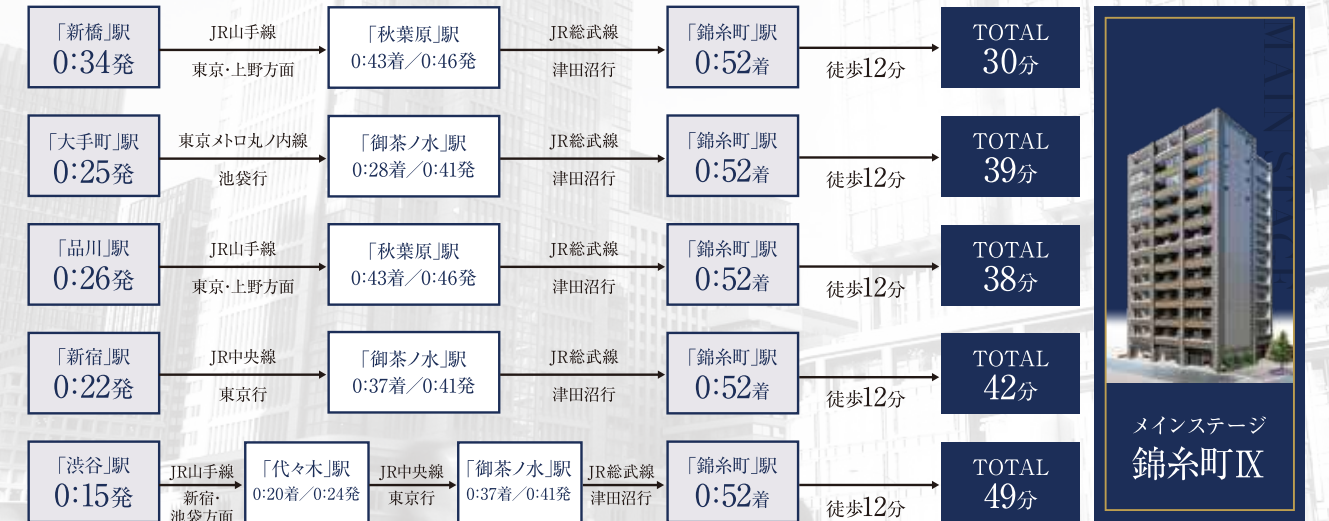 「新橋」駅
0:34発
JR山手線
東京・上野方面
「秋葉原」駅
0:43着／0:46発
JR総武線
津田沼行
「錦糸町」駅
0:52着
徒歩12分
TOTAL
30分
「大手町」駅
0:25発
東京メトロ丸ノ内線
池袋行
「御茶ノ水」駅
0:28着／0:41発
JR総武線
津田沼行
「錦糸町」駅
0:52着
徒歩12分
TOTAL
39分
「品川」駅
0:26発
JR山手線
東京・上野方面
「秋葉原」駅
0:43着／0:46発
JR総武線
津田沼行
「錦糸町」駅
0:52着
徒歩12分
TOTAL
38分
「新宿」駅
0:22発
JR中央線
東京行
「御茶ノ水」駅
0:37着／0:41発
JR総武線
津田沼行
「錦糸町」駅
0:52着
徒歩12分
TOTAL
42分
「渋谷」駅
0:15発
JR山手線
新宿・
池袋方面
「代々木」駅
0:20着／0:24発
JR中央線
東京行
「御茶ノ水」駅
0:37着／0:41発
JR総武線
津田沼行
「錦糸町」駅
0:52着
徒歩12分
TOTAL
49分
メインステージ
錦糸町Ⅸ